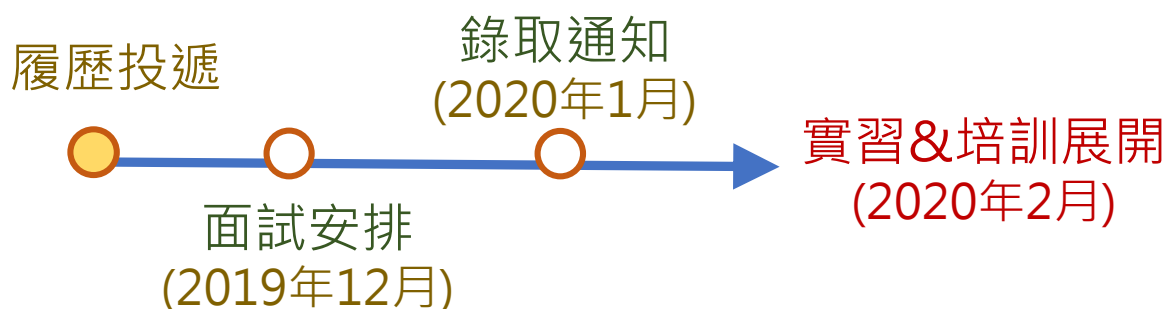 履歷投遞
面試安排
(2019年12月)
錄取通知
(2020年1月)
實習&培訓展開
(2020年2月)